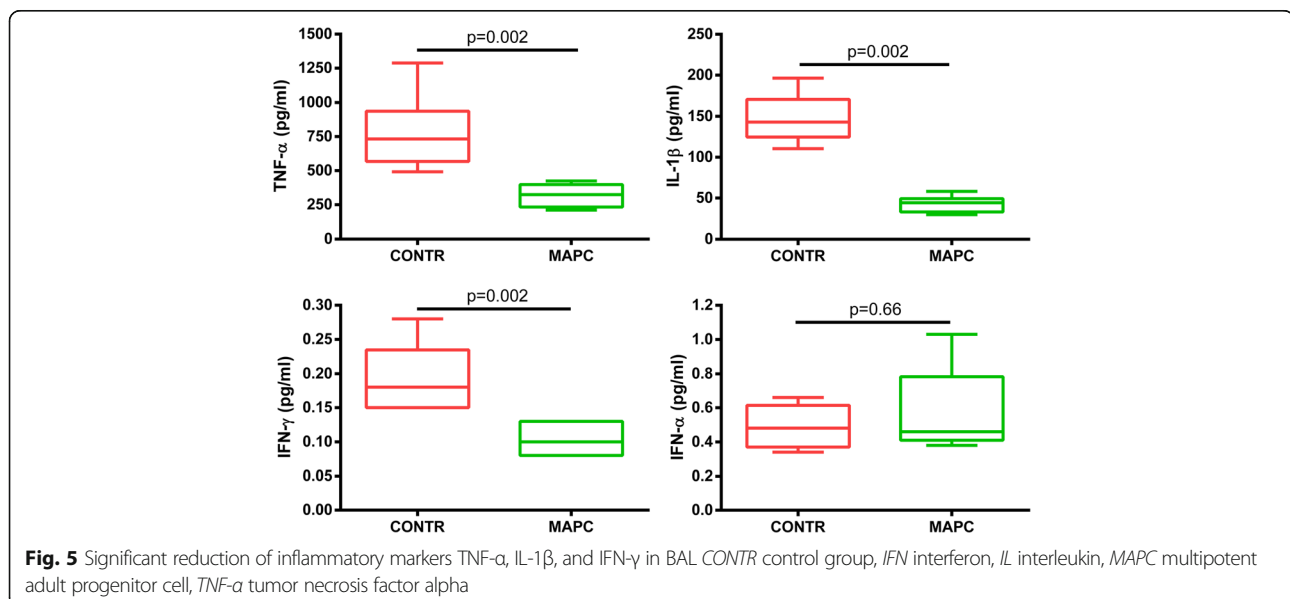 1500
1250
1000
750
500
250
0
TNF-α (pg/ml)
p=0.002
CONTR
MAPC
250
200
150
100
50
0
IL-1β (pg/ml)
p=0.002
CONTR
MAPC
0.30
0.25
0.20
0.15
0.10
0.05
0.00
IFN-γ (pg/ml)
p=0.002
CONTR
MAPC
1.2
1.0
0.8
0.6
0.4
0.2
0.0
IFN-α (pg/ml)
p=0.66
CONTR
MAPC
Fig. 5 Significant reduction of inflammatory markers TNF-α, IL-1β, and IFN-γ in BAL CONTR control group, IFN interferon, IL interleukin, MAPC multipotent
adult progenitor cell, TNF-α tumor necrosis factor alpha